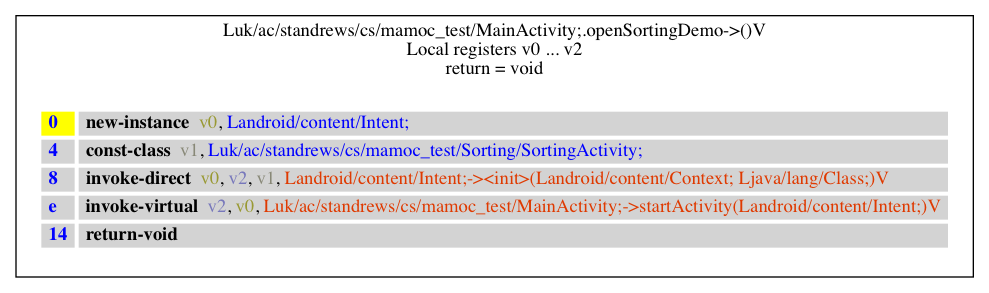 Luk/ac/standrews/cs/mamoc_test/MainActivity;.openSortingDemo->()V
Local registers v0 ... v2
return = void
0 new-instance v0, Landroid/content/Intent;
4 const-class v1, Luk/ac/standrews/cs/mamoc_test/Sorting/SortingActivity;
8 invoke-direct v0, v2, v1, Landroid/content/Intent;-><init>(Landroid/content/Context; Ljava/lang/Class;)V
e invoke-virtual v2, v0, Luk/ac/standrews/cs/mamoc_test/MainActivity;->startActivity(Landroid/content/Intent;)V
14 return-void